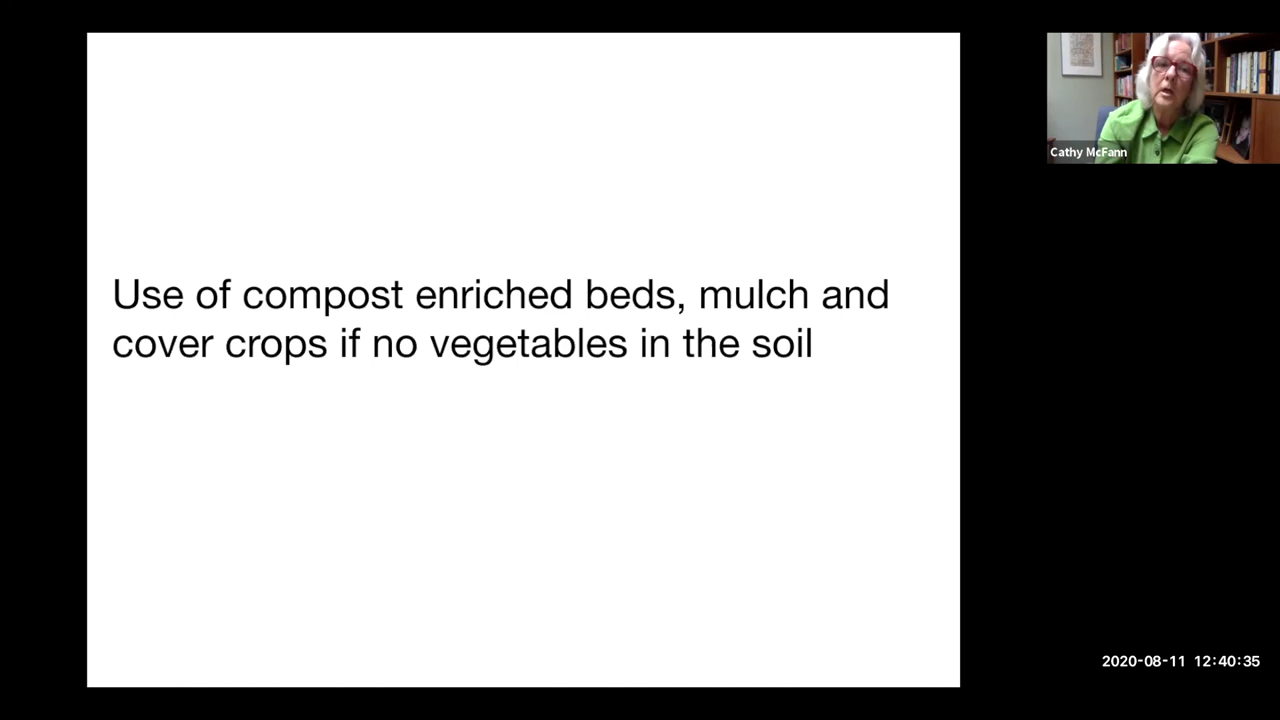 Use of compost enriched beds, mulch and
cover crops if no vegetables in the soil
Cathy McFann
2020-08-11 12:40:35